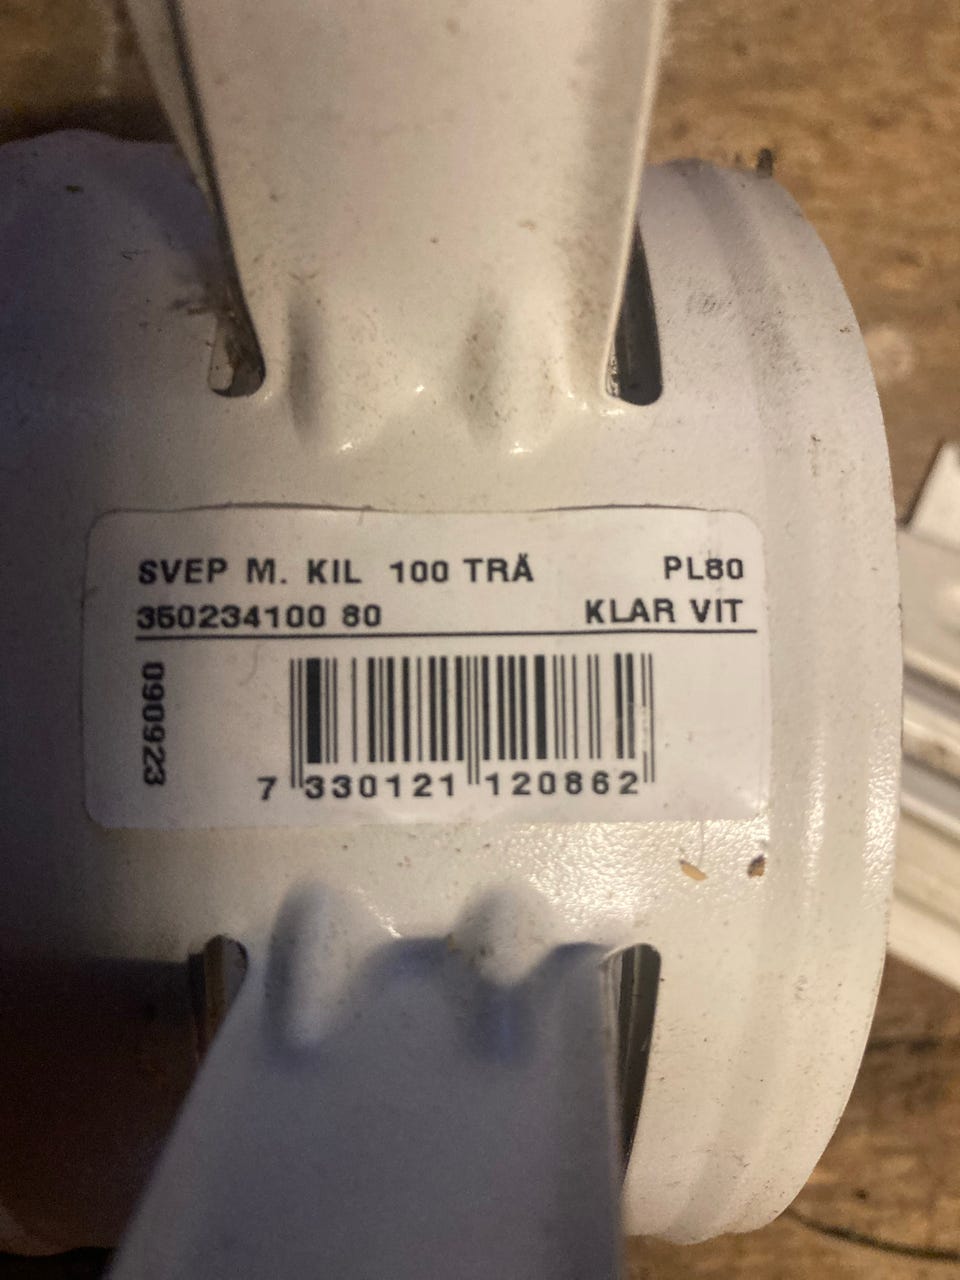 SVEP M. KIL 100 TRÄ PL80
350234100 80 KLAR VIT
090923
7 330121 120862